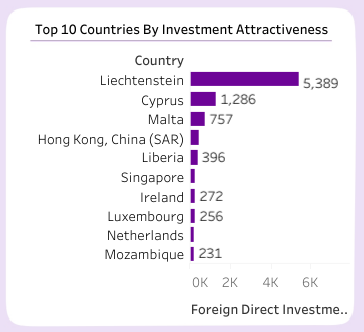 Top 10 Countries By Investment Attractiveness
Country
Liechtenstein 5,389
Cyprus 1,286
Malta 757
Hong Kong, China (SAR)
Liberia 396
Singapore
Ireland 272
Luxembourg 256
Netherlands
Mozambique 231
0K 2K 4K 6K
Foreign Direct Investme..